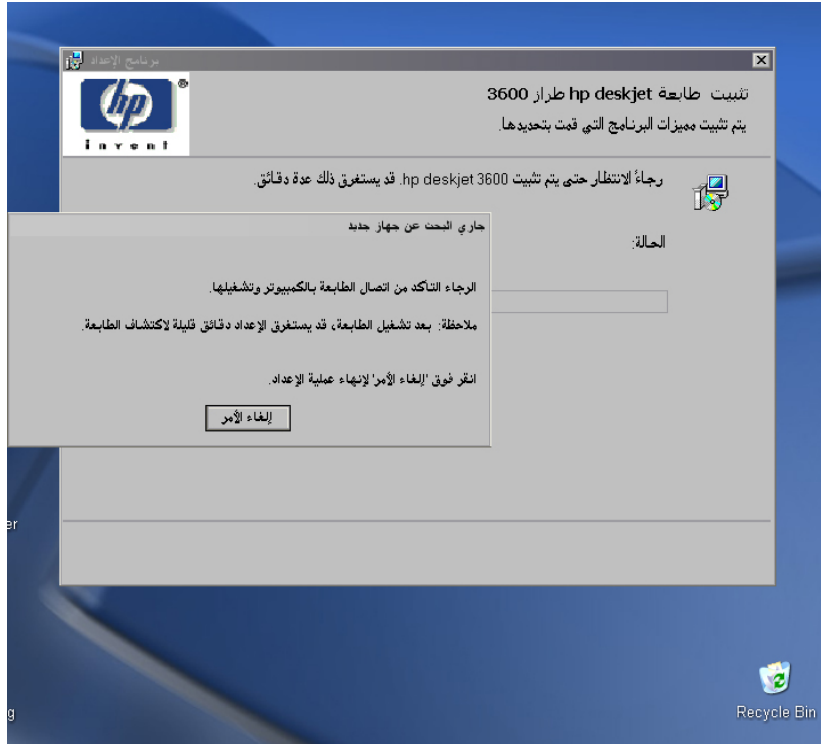 برنامج الإعداد
hp
®
invent
تثبيت طابعة hp deskjet طراز 3600
يتم تثبيت مميزات البرنامج التي قمت بتحديدها.
رجاءً الانتظار حتى يتم تثبيت hp deskjet 3600. قد يستغرق ذلك عدة دقائق.
الحالة:
جاري البحث عن جهاز جديد
الرجاء التأكد من اتصال الطابعة بالكمبيوتر وتشغيلها.
ملاحظة: بعد تشغيل الطابعة، قد يستغرق الإعداد دقائق قليلة لاكتشاف الطابعة.
انقر فوق 'إلغاء الأمر' لإنهاء عملية الإعداد.
إلغاء الأمر
er
g
Recycle Bin